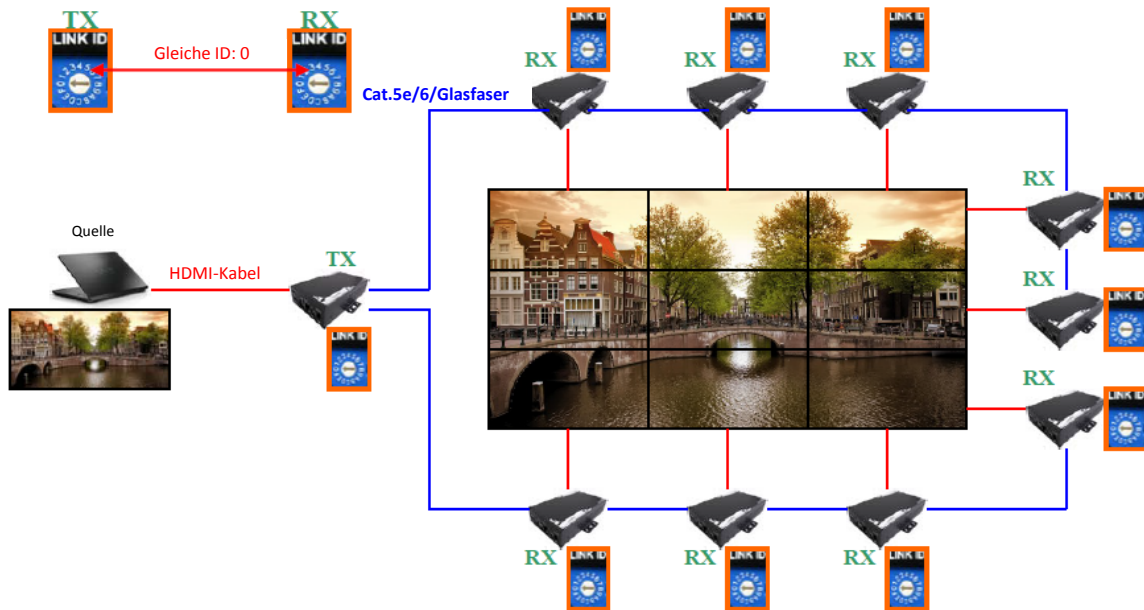 TX
LINK ID
Gleiche ID: 0
RX
LINK ID
Cat.5e/6/Glasfaser
RX
LINK ID
RX
LINK ID
RX
LINK ID
RX
LINK ID
Quelle
HDMI-Kabel
TX
LINK ID
RX
LINK ID
RX
LINK ID
RX
LINK ID
RX
LINK ID
RX
LINK ID